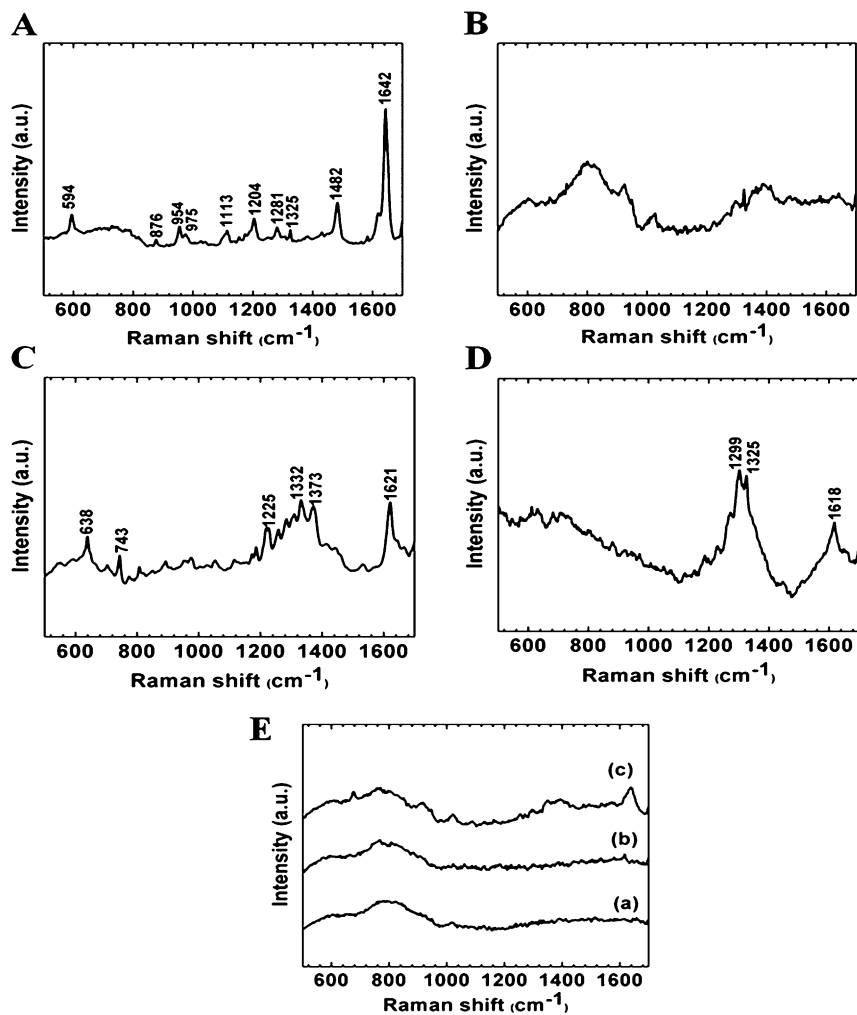 A
Intensity (a.u.)
594
876
954
975
1113
1204
1281
1325
1482
1642
600 800 1000 1200 1400 1600
Raman shift (cm-1)
B
Intensity (a.u.)
600 800 1000 1200 1400 1600
Raman shift (cm-1)
C
Intensity (a.u.)
638
743
1225
1332
1373
1621
600 800 1000 1200 1400 1600
Raman shift (cm-1)
D
Intensity (a.u.)
1299
1325
1618
600 800 1000 1200 1400 1600
Raman shift (cm-1)
E
Intensity (a.u.)
(c)
(b)
(a)
600 800 1000 1200 1400 1600
Raman shift (cm-1)